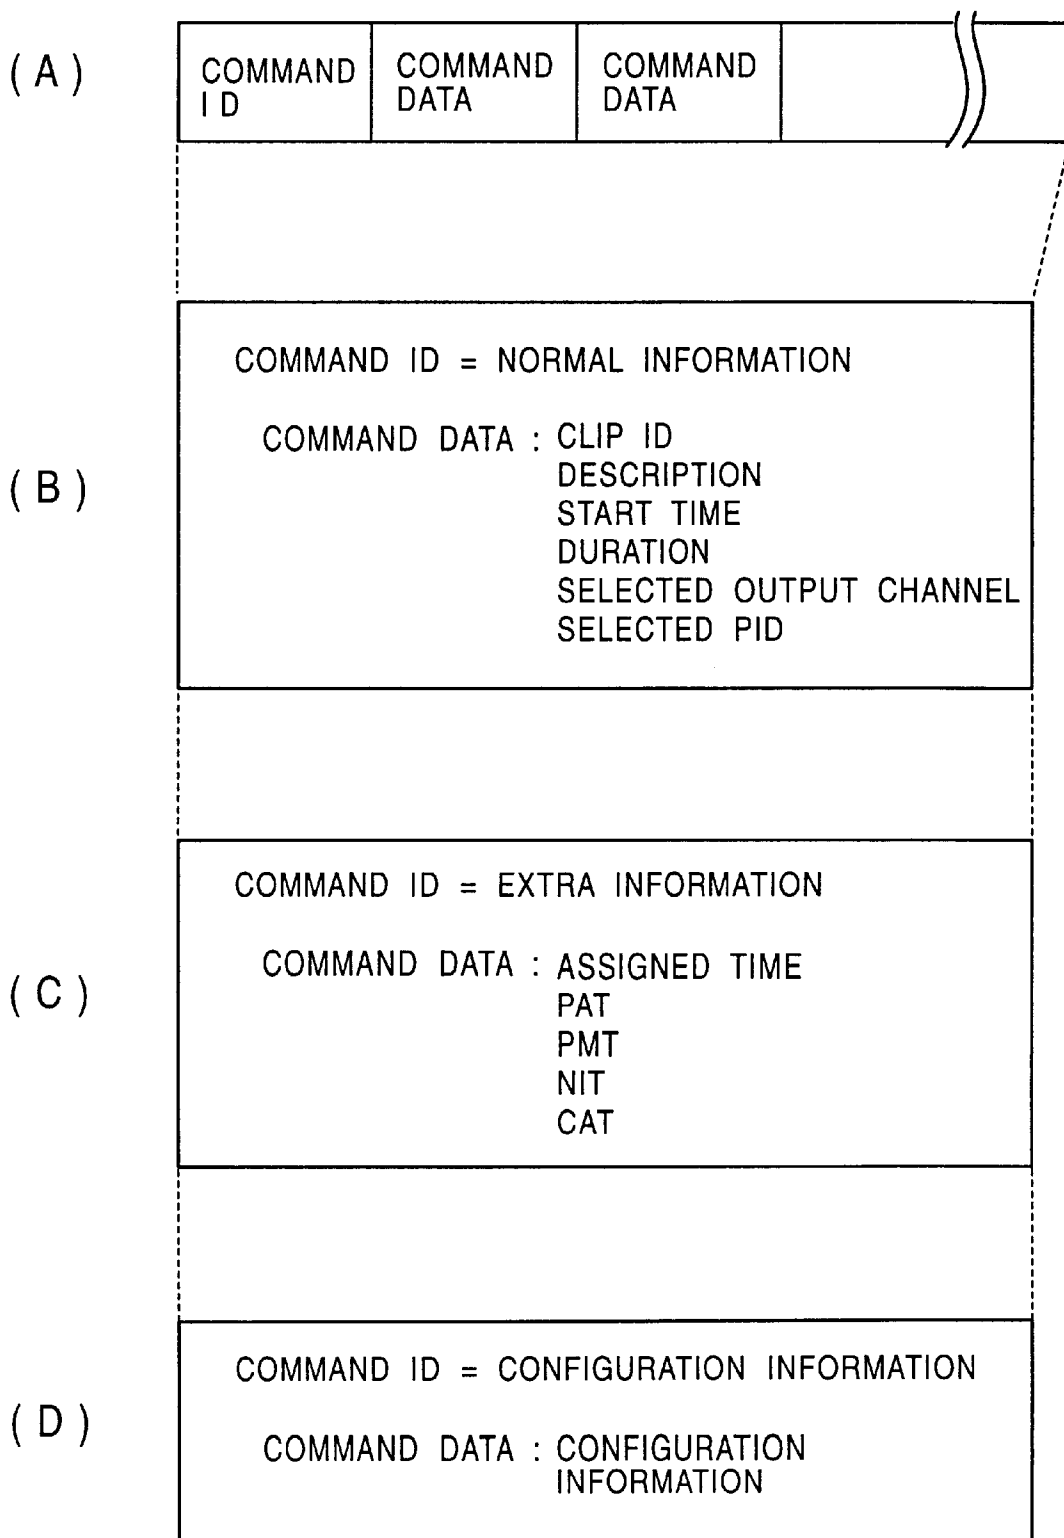 (A)
COMMAND ID
COMMAND DATA
COMMAND DATA
(B)
COMMAND ID = NORMAL INFORMATION
COMMAND DATA : CLIP ID
DESCRIPTION
START TIME
DURATION
SELECTED OUTPUT CHANNEL
SELECTED PID
(C)
COMMAND ID = EXTRA INFORMATION
COMMAND DATA : ASSIGNED TIME
PAT
PMT
NIT
CAT
(D)
COMMAND ID = CONFIGURATION INFORMATION
COMMAND DATA : CONFIGURATION
INFORMATION